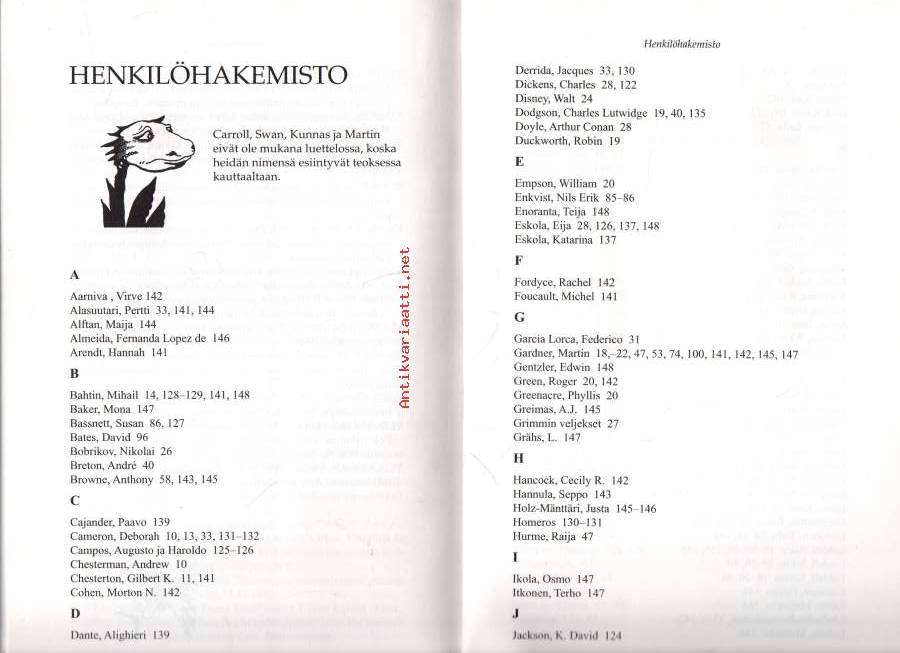 HENKILÖHAKEMISTO
Carroll, Swan, Kunnas ja Martin
eivät ole mukana luettelossa, koska
heidän nimensä esiintyvät teoksessa
kauttaaltaan.
A
Aarniva , Virve 142
Alasuutari, Pertti 33, 141, 144
Alftan, Maija 144
Almeida, Fernanda Lopez de 146
Arendt, Hannah 141
B
Bahtin, Mihail 14, 128–129, 141, 148
Baker, Mona 147
Bassnett, Susan 86, 127
Bates, David 96
Bobrikov, Nikolai 26
Breton, André 40
Browne, Anthony 58, 143, 145
C
Cajander, Paavo 139
Cameron, Deborah 10, 13, 33, 131–132
Campos, Augusto ja Haroldo 125–126
Chesterman, Andrew 10
Chesterton, Gilbert K. 11, 141
Cohen, Morton N. 142
D
Dante, Alighieri 139
Antikvariaatti.net
Henkilöhakemisto
Derrida, Jacques 33, 130
Dickens, Charles 28, 122
Disney, Walt 24
Dodgson, Charles Lutwidge 19, 40, 135
Doyle, Arthur Conan 28
Duckworth, Robin 19
E
Empson, William 20
Enkvist, Nils Erik 85–86
Enoranta, Teija 148
Eskola, Eija 28, 126, 137, 148
Eskola, Katarina 137
F
Fordyce, Rachel 142
Foucault, Michel 141
G
Garcia Lorca, Federico 31
Gardner, Martin 18,–22, 47, 53, 74, 100, 141, 142, 145, 147
Gentzler, Edwin 148
Green, Roger 20, 142
Greenacre, Phyllis 20
Greimas, A.J. 145
Grimmin veljekset 27
Grähs, L. 147
H
Hancock, Cecily R. 142
Hannula, Seppo 143
Holz-Mänttäri, Justa 145–146
Homeros 130–131
Hurme, Raija 47
I
Ikola, Osmo 147
Itkonen, Terho 147
J
Jackson, K. David 124